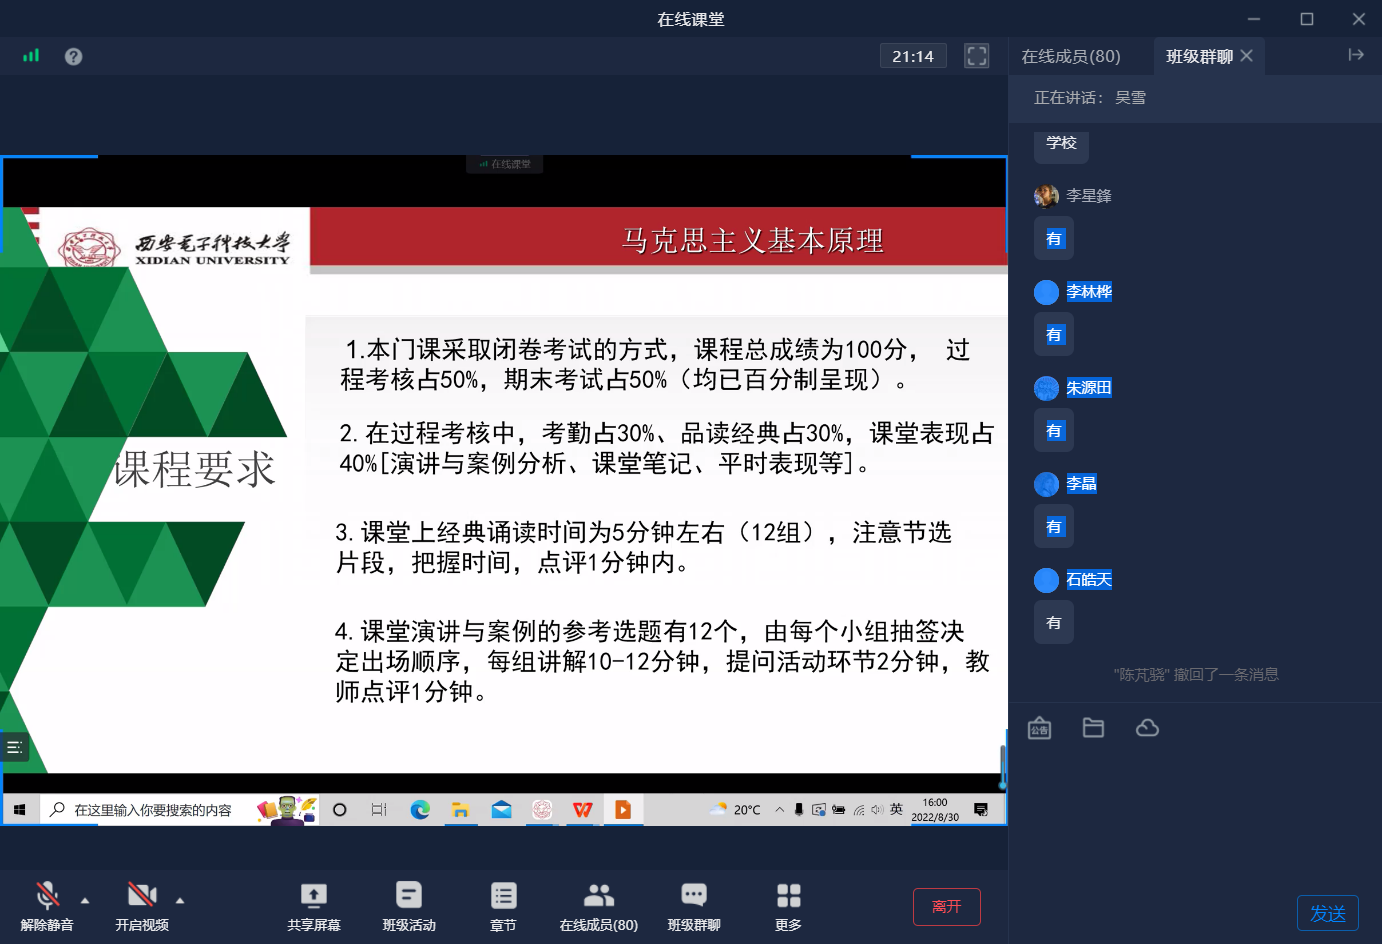 在线课堂
21:14
在线成员(80)
班级群聊
正在讲话： 吴雪
学校
李星鋒
有
李林桦
有
朱源田
有
李晶
有
石皓天
有
"陈芃骁" 撤回了一条消息
公告
发送
在线课堂
西安电子科技大学
XIDIAN UNIVERSITY
马克思主义基本原理
课程要求
1.本门课采取闭卷考试的方式，课程总成绩为100分， 过
程考核占50%，期末考试占50%（均已百分制呈现）。
2. 在过程考核中，考勤占30%、品读经典占30%，课堂表现占
40%[演讲与案例分析、课堂笔记、平时表现等]。
3. 课堂上经典诵读时间为5分钟左右（12组），注意节选
片段，把握时间，点评1分钟内。
4. 课堂演讲与案例的参考选题有12个，由每个小组抽签决
定出场顺序，每组讲解10-12分钟，提问活动环节2分钟，教
师点评1分钟。
在这里输入你要搜索的内容
20°C
英
16:00
2022/8/30
解除静音
开启视频
共享屏幕
班级活动
章节
在线成员(80)
班级群聊
更多
离开